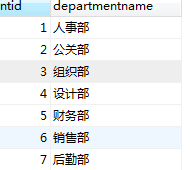 ntid departmentname
1 人事部
2 公关部
3 组织部
4 设计部
5 财务部
6 销售部
7 后勤部